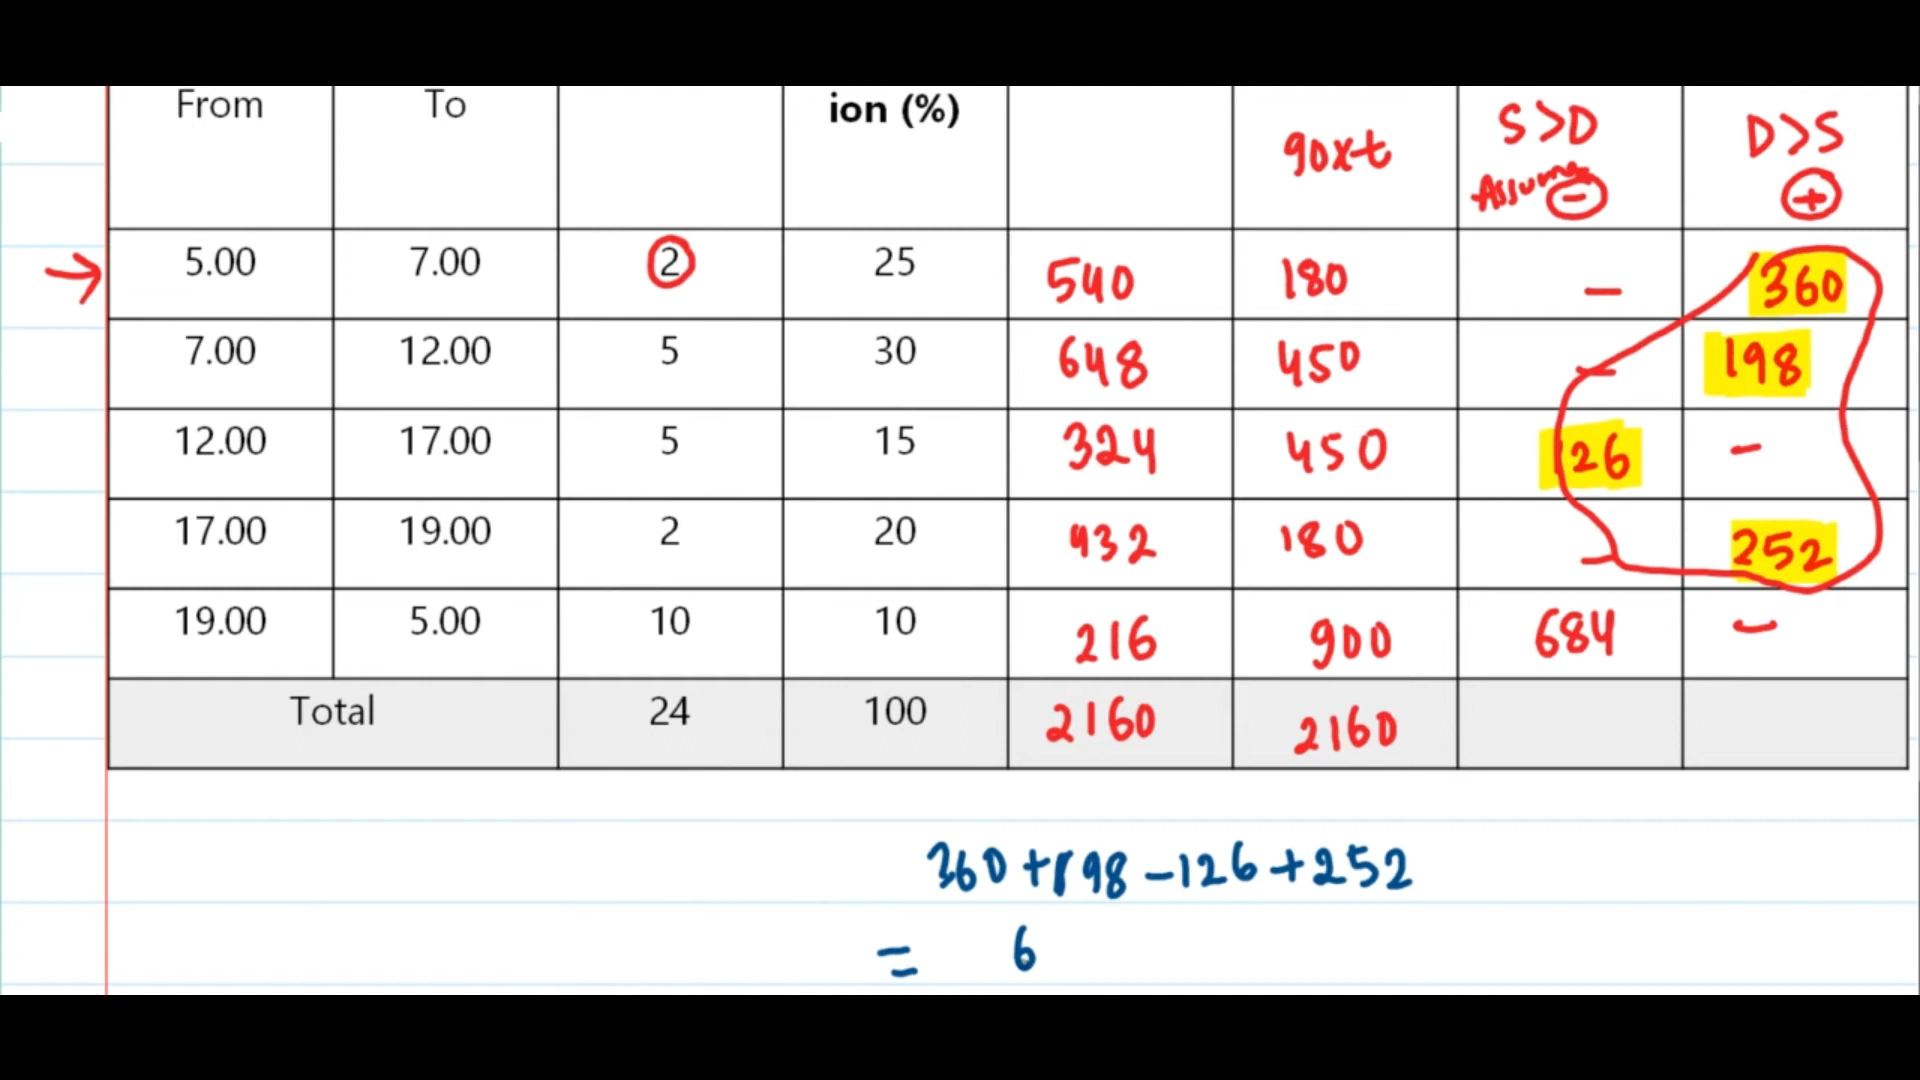 From To ion (%) 90xt S>D D>S
Assume - +
5.00 7.00 2 25 540 180 - 360
7.00 12.00 5 30 648 450 - 198
12.00 17.00 5 15 324 450 126 -
17.00 19.00 2 20 432 180 - 252
19.00 5.00 10 10 216 900 684 -
Total 24 100 2160 2160
360+198-126+252
= 6